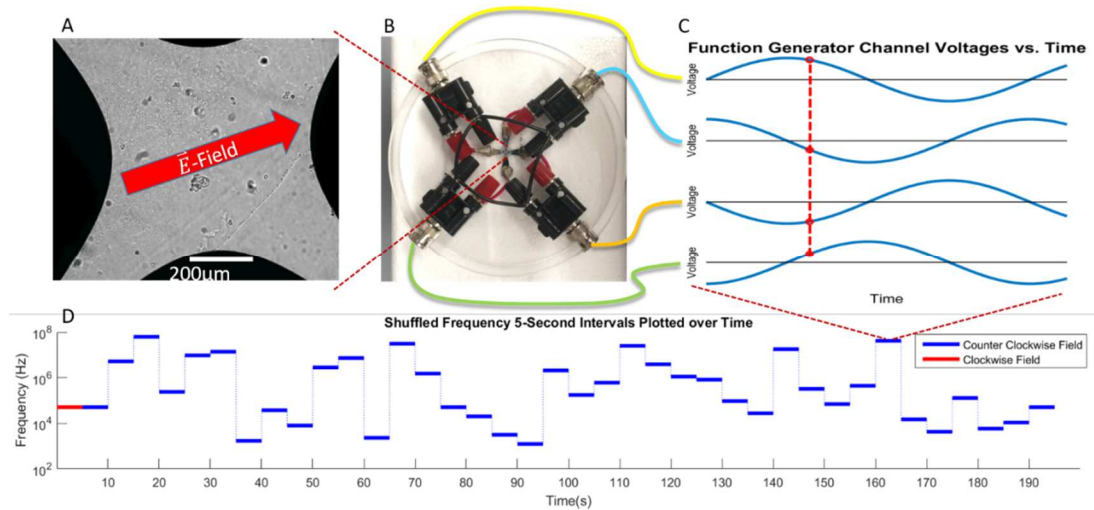 A
B
C
E-Field
200μm
Function Generator Channel Voltages vs. Time
Voltage
Voltage
Voltage
Voltage
Time
D
Shuffled Frequency 5-Second Intervals Plotted over Time
Counter Clockwise Field
Clockwise Field
Frequency (Hz)
10^8
10^6
10^4
10^2
10 20 30 40 50 60 70 80 90 100 110 120 130 140 150 160 170 180 190
Time(s)